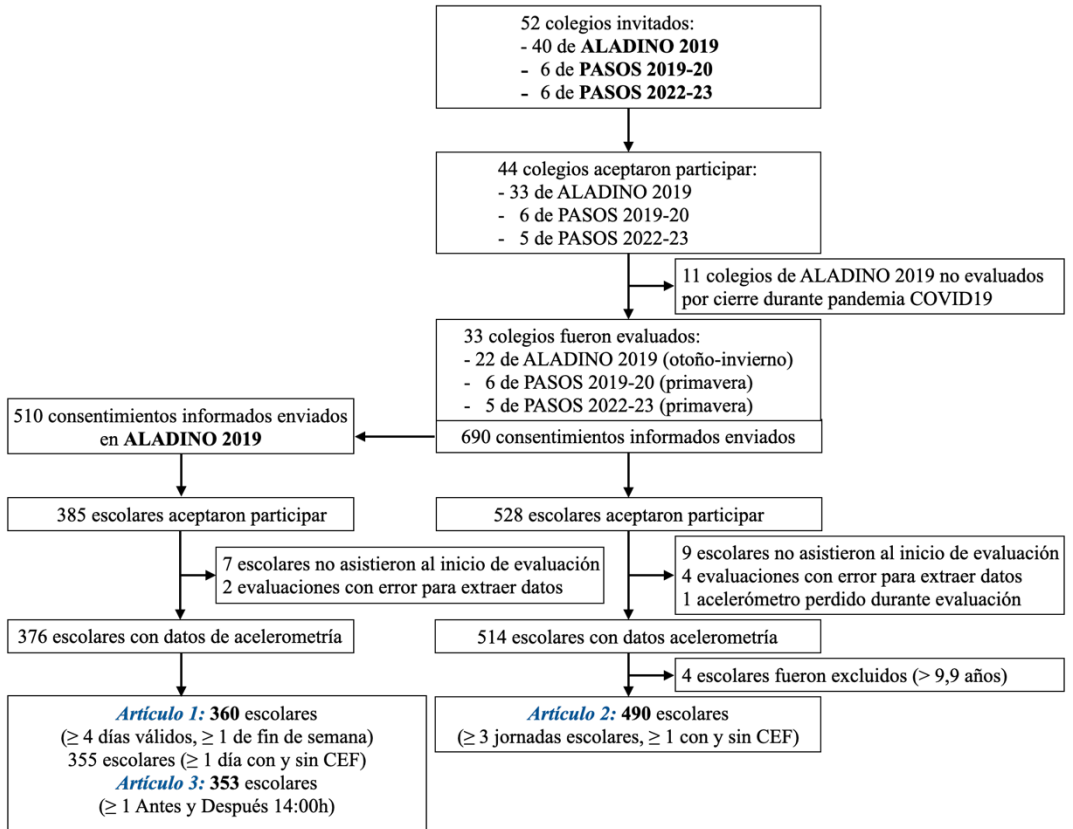 52 colegios invitados:
- 40 de ALADINO 2019
- 6 de PASOS 2019-20
- 6 de PASOS 2022-23
44 colegios aceptaron participar:
- 33 de ALADINO 2019
- 6 de PASOS 2019-20
- 5 de PASOS 2022-23
11 colegios de ALADINO 2019 no evaluados
por cierre durante pandemia COVID19
33 colegios fueron evaluados:
- 22 de ALADINO 2019 (otoño-invierno)
- 6 de PASOS 2019-20 (primavera)
- 5 de PASOS 2022-23 (primavera)
690 consentimientos informados enviados
510 consentimientos informados enviados
en ALADINO 2019
385 escolares aceptaron participar
528 escolares aceptaron participar
7 escolares no asistieron al inicio de evaluación
2 evaluaciones con error para extraer datos
9 escolares no asistieron al inicio de evaluación
4 evaluaciones con error para extraer datos
1 acelerómetro perdido durante evaluación
376 escolares con datos de acelerometría
514 escolares con datos acelerometría
4 escolares fueron excluidos (> 9,9 años)
Artículo 1: 360 escolares
(≥ 4 días válidos, ≥ 1 de fin de semana)
355 escolares (≥ 1 día con y sin CEF)
Artículo 3: 353 escolares
(≥ 1 Antes y Después 14:00h)
Artículo 2: 490 escolares
(≥ 3 jornadas escolares, ≥ 1 con y sin CEF)